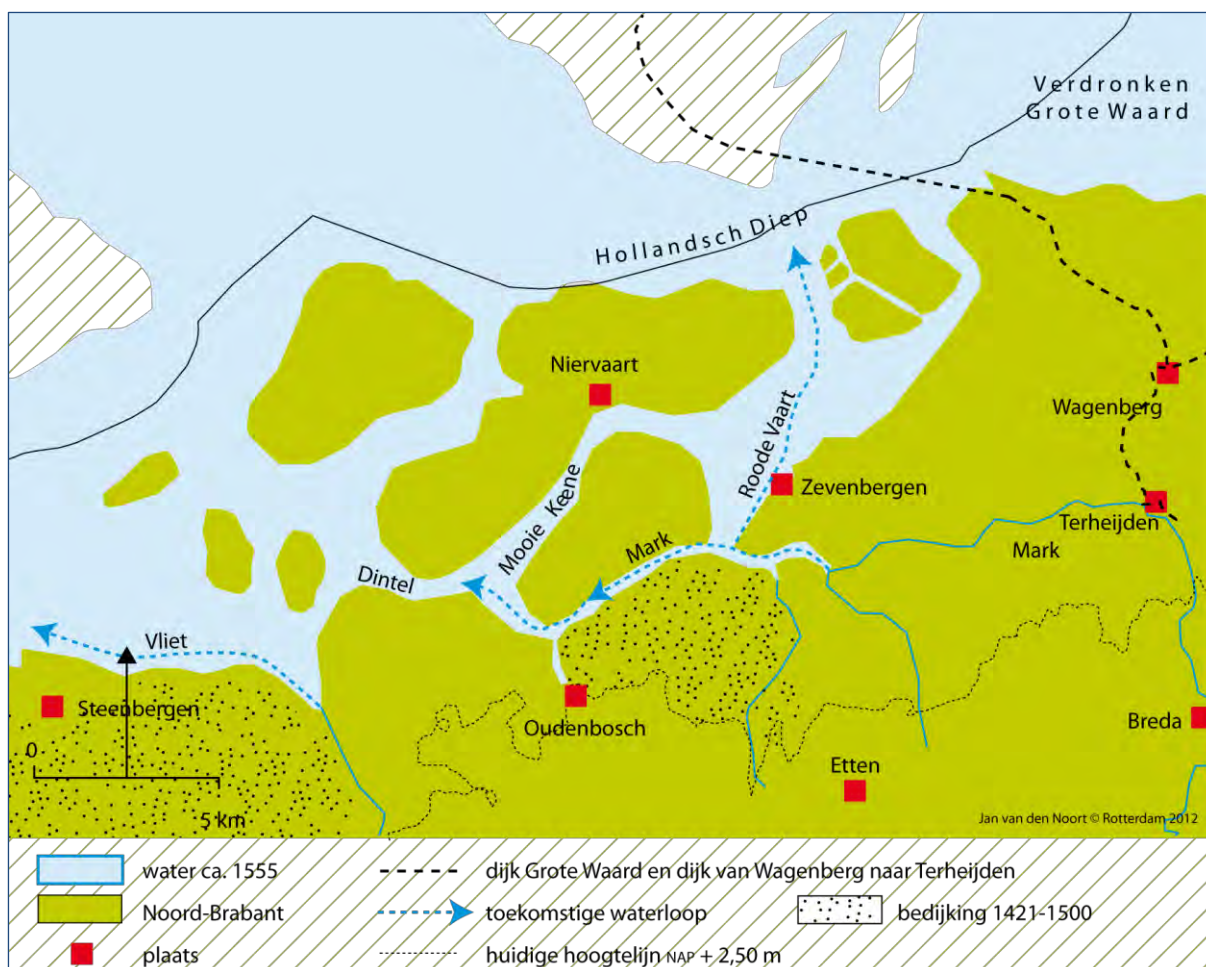 Verdronken
Grote Waard
Hollandsch Diep
Niervaart
Wagenberg
Roode Vaart
Zevenbergen
Mooie Keene
Terheijden
Mark
Mark
Dintel
Vliet
Steenbergen
Oudenbosch
Breda
Etten
0
5 km
Jan van den Noort © Rotterdam 2012
water ca. 1555
dijk Grote Waard en dijk van Wagenberg naar Terheijden
Noord-Brabant
toekomstige waterloop
bedijking 1421-1500
plaats
huidige hoogtelijn NAP + 2,50 m